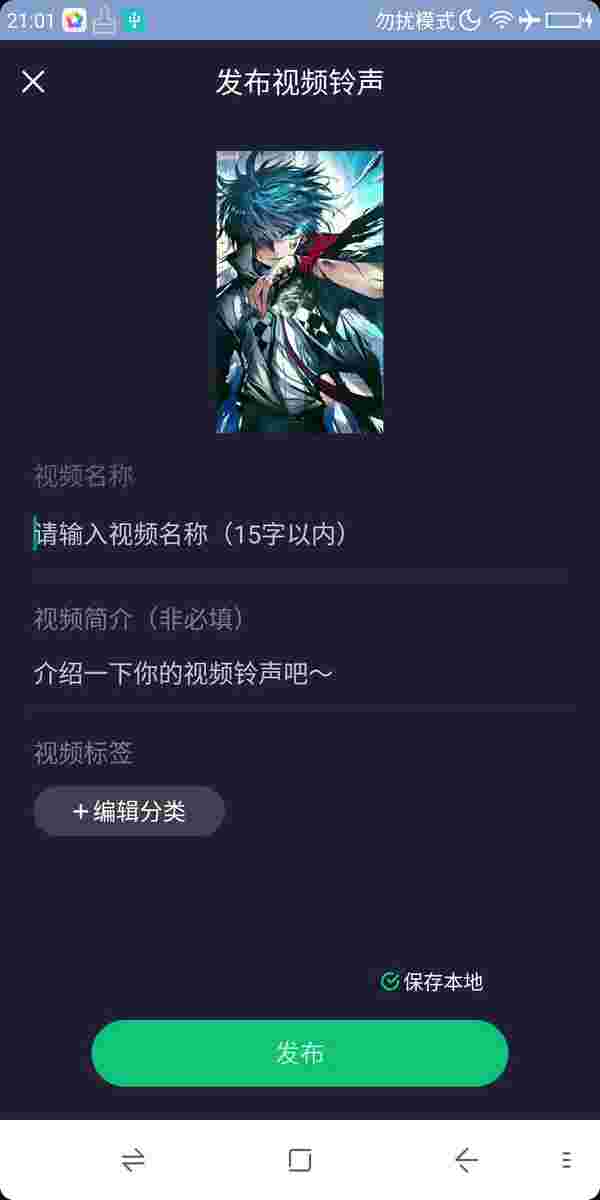 21:01 勿扰模式
发布视频铃声
视频名称
请输入视频名称（15字以内）
视频简介（非必填）
介绍一下你的视频铃声吧～
视频标签
+编辑分类
保存本地
发布